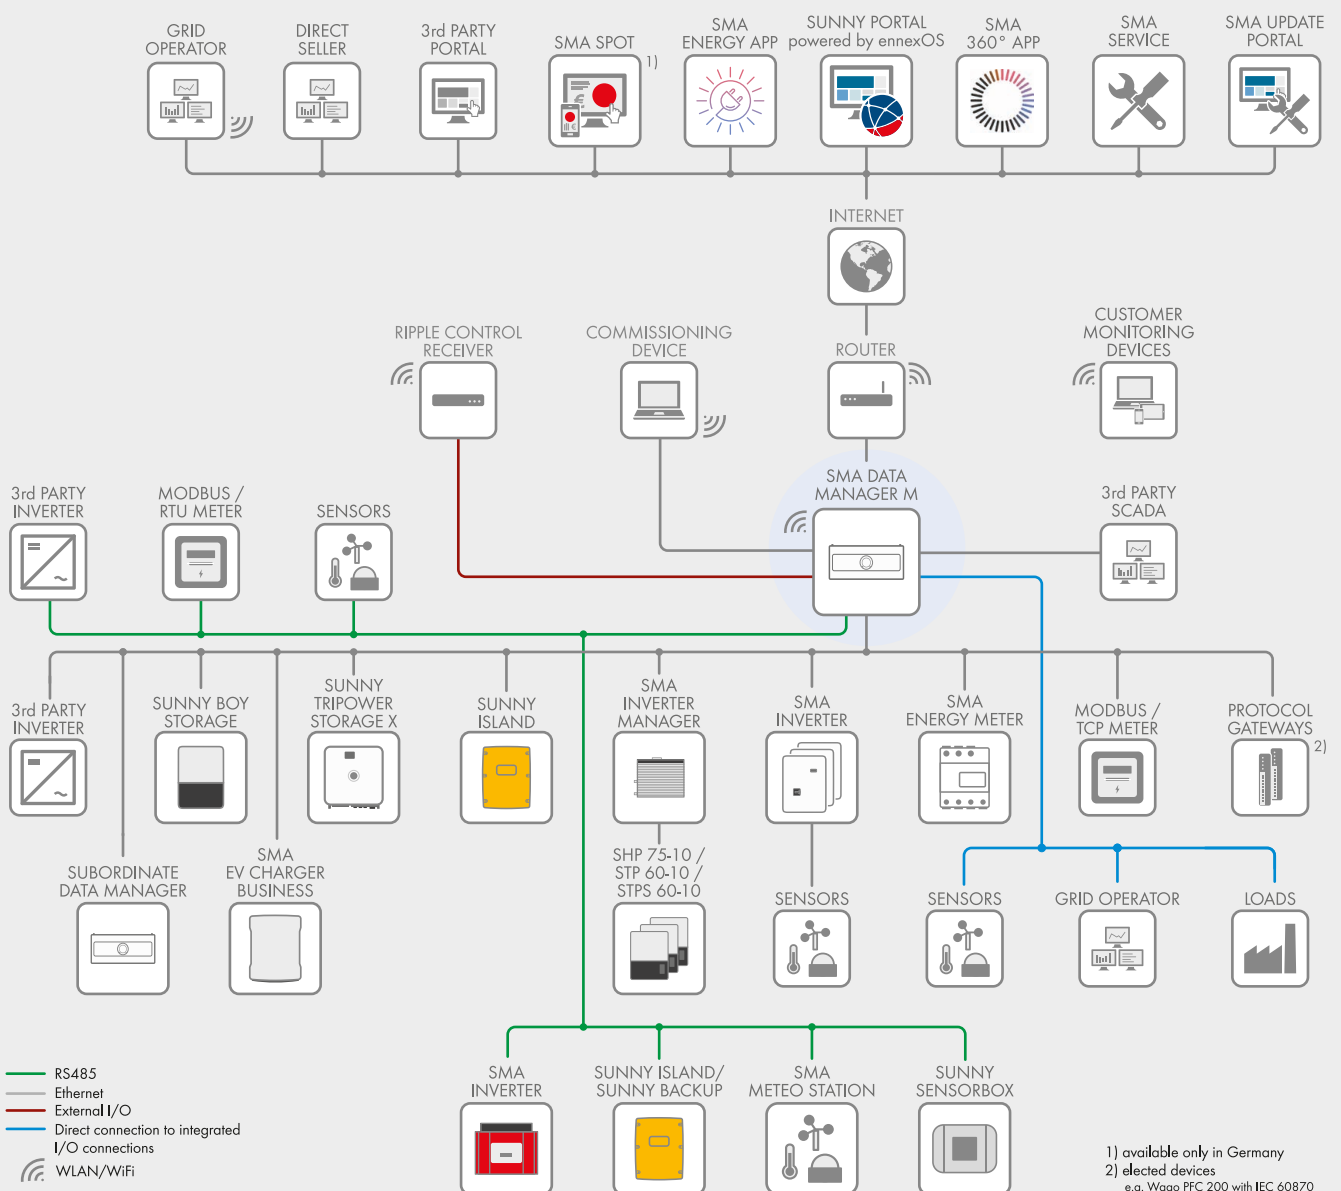 GRID
OPERATOR
DIRECT
SELLER
3rd PARTY
PORTAL
SMA SPOT
1)
SMA
ENERGY APP
SUNNY PORTAL
powered by ennexOS
SMA
360° APP
SMA
SERVICE
SMA UPDATE
PORTAL
INTERNET
RIPPLE CONTROL
RECEIVER
COMMISSIONING
DEVICE
ROUTER
CUSTOMER
MONITORING
DEVICES
SMA DATA
MANAGER M
3rd PARTY
SCADA
3rd PARTY
INVERTER
MODBUS /
RTU METER
SENSORS
3rd PARTY
INVERTER
SUNNY BOY
STORAGE
SUNNY
TRIPOWER
STORAGE X
SUNNY
ISLAND
SMA
INVERTER
MANAGER
SMA
INVERTER
SMA
ENERGY METER
MODBUS /
TCP METER
PROTOCOL
GATEWAYS
2)
SUBORDINATE
DATA MANAGER
SMA
EV CHARGER
BUSINESS
SHP 75-10 /
STP 60-10 /
STPS 60-10
SENSORS
SENSORS
GRID OPERATOR
LOADS
SMA
INVERTER
SUNNY ISLAND/
SUNNY BACKUP
SMA
METEO STATION
SUNNY
SENSORBOX
RS485
Ethernet
External I/O
Direct connection to integrated
I/O connections
WLAN/WiFi
1) available only in Germany
2) elected devices
e.g. Wago PFC 200 with IEC 60870